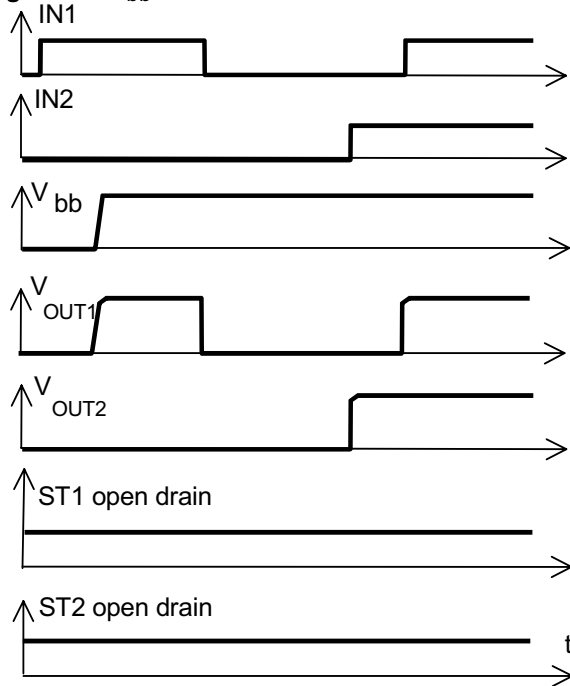 IN1
IN2
V bb
V OUT1
V OUT2
ST1 open drain
ST2 open drain
t